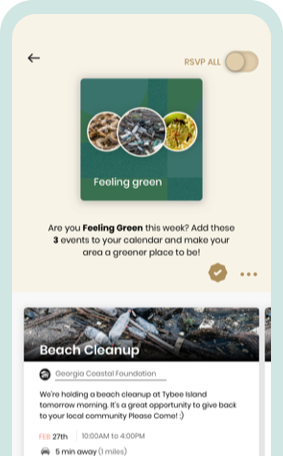 RSVP ALL
Feeling green
Are you Feeling Green this week? Add these
3 events to your calendar and make your
area a greener place to be!
Beach Cleanup
Georgia Coastal Foundation
We're holding a beach cleanup at Tybee Island
tomorrow morning. It's a great opportunity to give back
to your local community Please Come! :)
FEB 27th 10:00AM to 4:00PM
5 min away (1 miles)